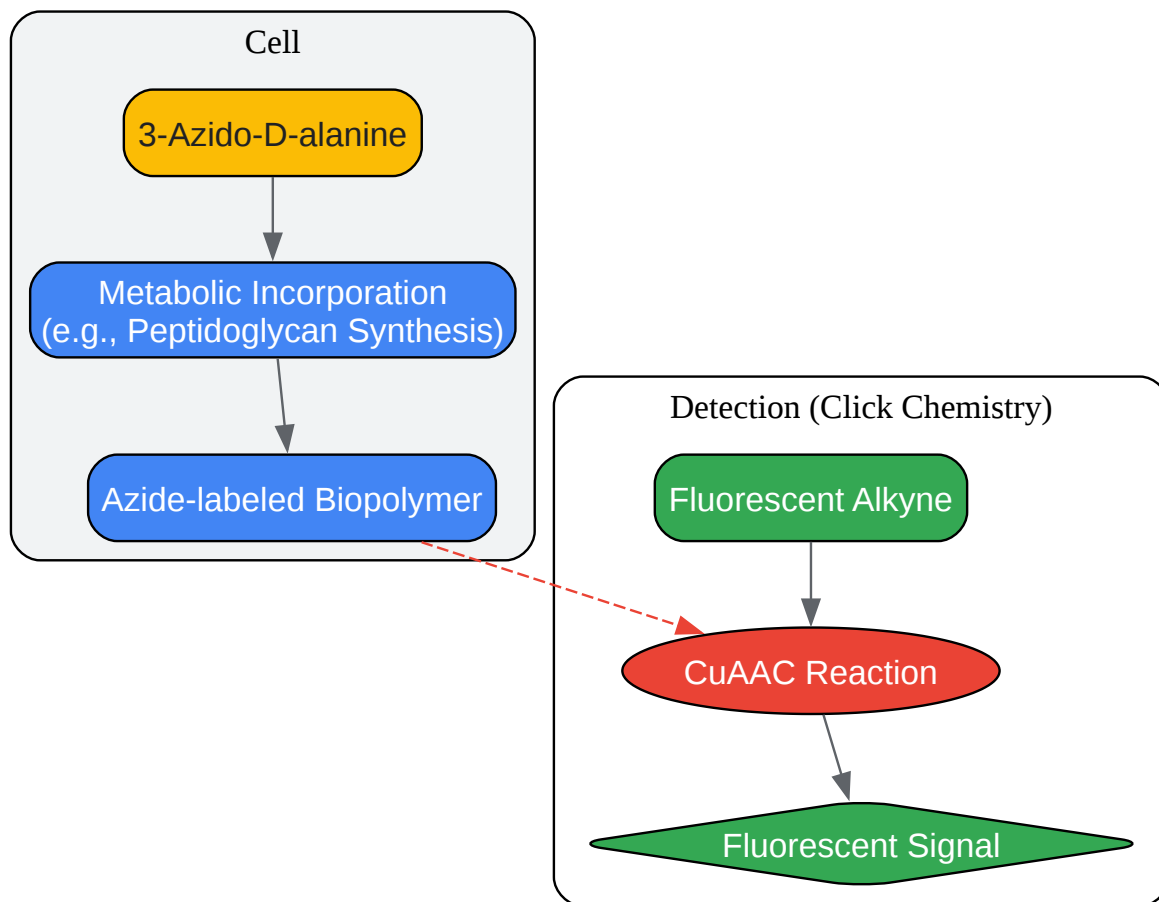 Cell
3-Azido-D-alanine
Metabolic Incorporation
(e.g., Peptidoglycan Synthesis)
Azide-labeled Biopolymer
Detection (Click Chemistry)
Fluorescent Alkyne
CuAAC Reaction
Fluorescent Signal